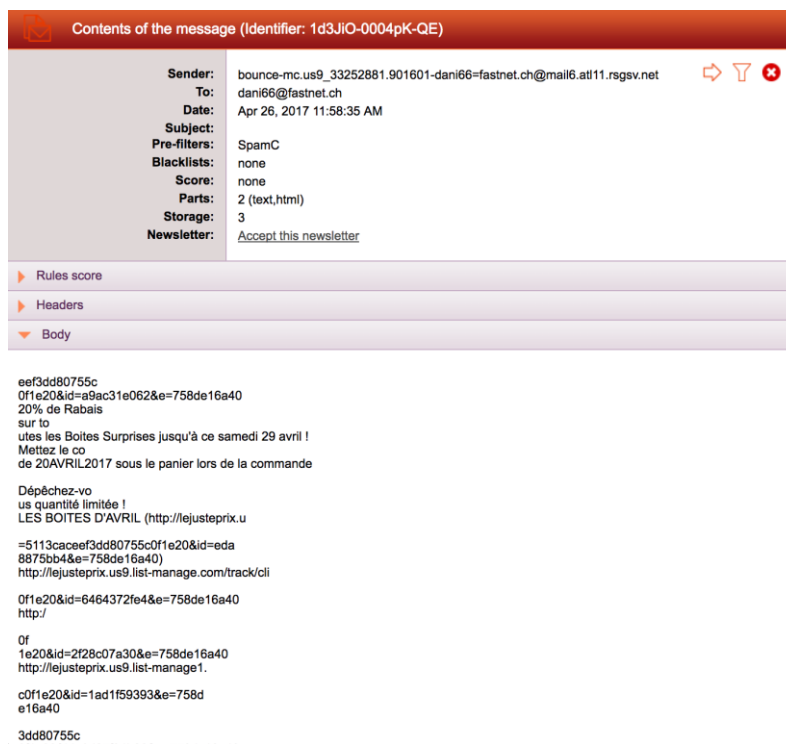 Contents of the message (Identifier: 1d3JiO-0004pK-QE)
Sender: bounce-mc.us9_33252881.901601-dani66=fastnet.ch@mail6.atl11.rsgsv.net
To: dani66@fastnet.ch
Date: Apr 26, 2017 11:58:35 AM
Subject:
Pre-filters: SpamC
Blacklists: none
Score: none
Parts: 2 (text,html)
Storage: 3
Newsletter: Accept this newsletter
Rules score
Headers
Body
eef3dd80755c
0f1e20&id=a9ac31e062&e=758de16a40
20% de Rabais
sur to
utes les Boites Surprises jusqu'à ce samedi 29 avril !
Mettez le co
de 20AVRIL2017 sous le panier lors de la commande
Dépêchez-vo
us quantité limitée !
LES BOITES D'AVRIL (http://lejusteprix.u
=5113caceef3dd80755c0f1e20&id=eda
8875bb4&e=758de16a40)
http://lejusteprix.us9.list-manage.com/track/cli
0f1e20&id=6464372fe4&e=758de16a40
http:/
0f
1e20&id=2f28c07a30&e=758de16a40
http://lejusteprix.us9.list-manage1.
c0f1e20&id=1ad1f59393&e=758d
e16a40
3dd80755c